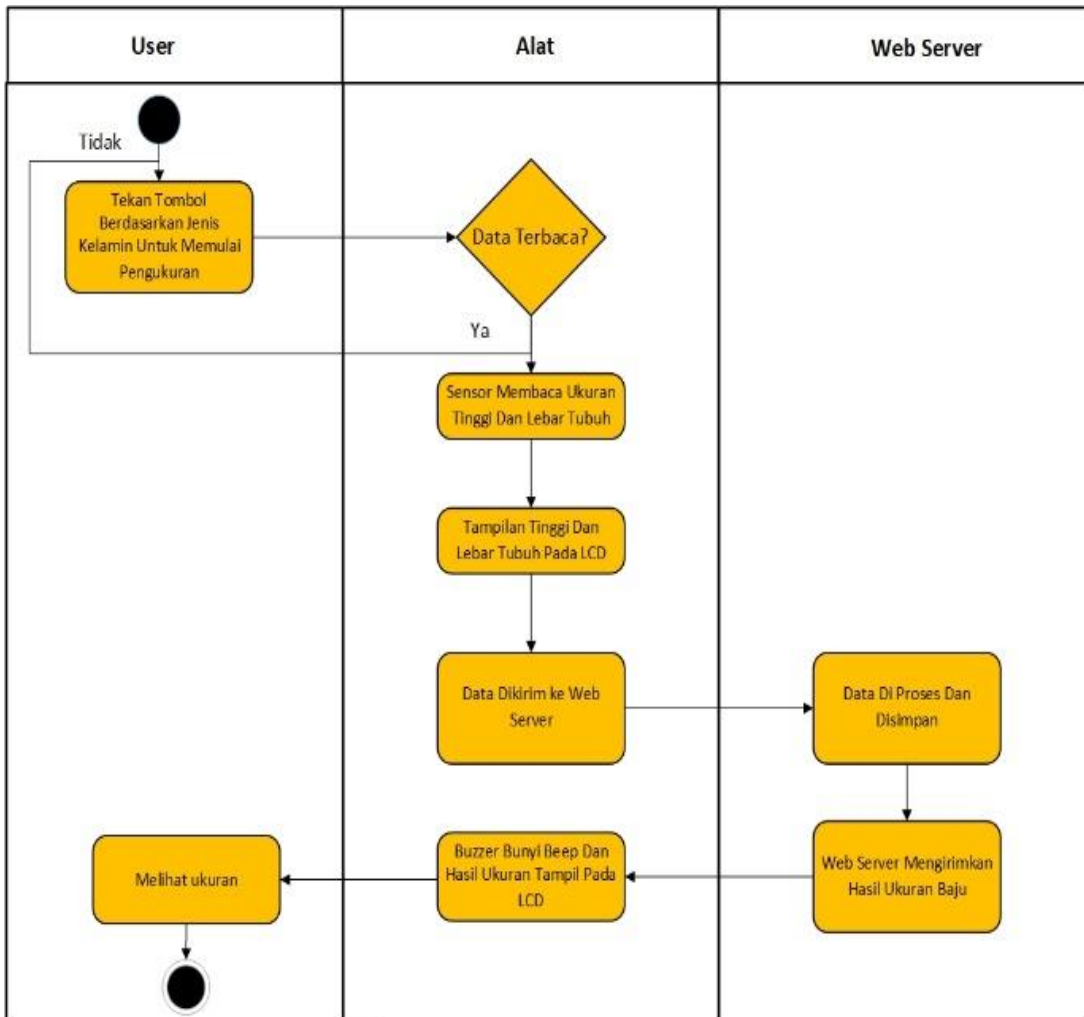 User
Alat
Web Server
Tidak
Tekan Tombol
Berdasarkan Jenis
Kelamin Untuk Memulai
Pengukuran
Data Terbaca?
Ya
Sensor Membaca Ukuran
Tinggi Dan Lebar Tubuh
Tampilan Tinggi Dan
Lebar Tubuh Pada LCD
Data Dikirim ke Web
Server
Data Di Proses Dan
Disimpan
Web Server Mengirimkan
Hasil Ukuran Baju
Buzzer Bunyi Beep Dan
Hasil Ukuran Tampil Pada
LCD
Melihat ukuran